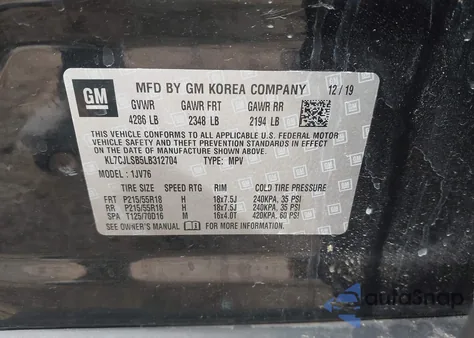 GM
MFD BY GM KOREA COMPANY 12/19
GVWR GAWR FRT GAWR RR
4286 LB 2348 LB 2194 LB
THIS VEHICLE CONFORMS TO ALL APPLICABLE U.S. FEDERAL MOTOR
VEHICLE SAFETY, BUMPER, AND THEFT PREVENTION STANDARDS IN EFFECT
ON THE DATE OF MANUFACTURE SHOWN ABOVE.
KL7CJLSB5LB312704 TYPE: MPV
MODEL: 1JV76
TIRE SIZE SPEED RTG RIM COLD TIRE PRESSURE
FRT P215/55R18 H 18x7.5J 240KPA, 35 PSI
RR P215/55R18 H 18x7.5J 240KPA, 35 PSI
SPA T125/70D16 M 16x4.0T 420KPA, 60 PSI
SEE OWNER'S MANUAL FOR MORE INFORMATION.
autoSnap